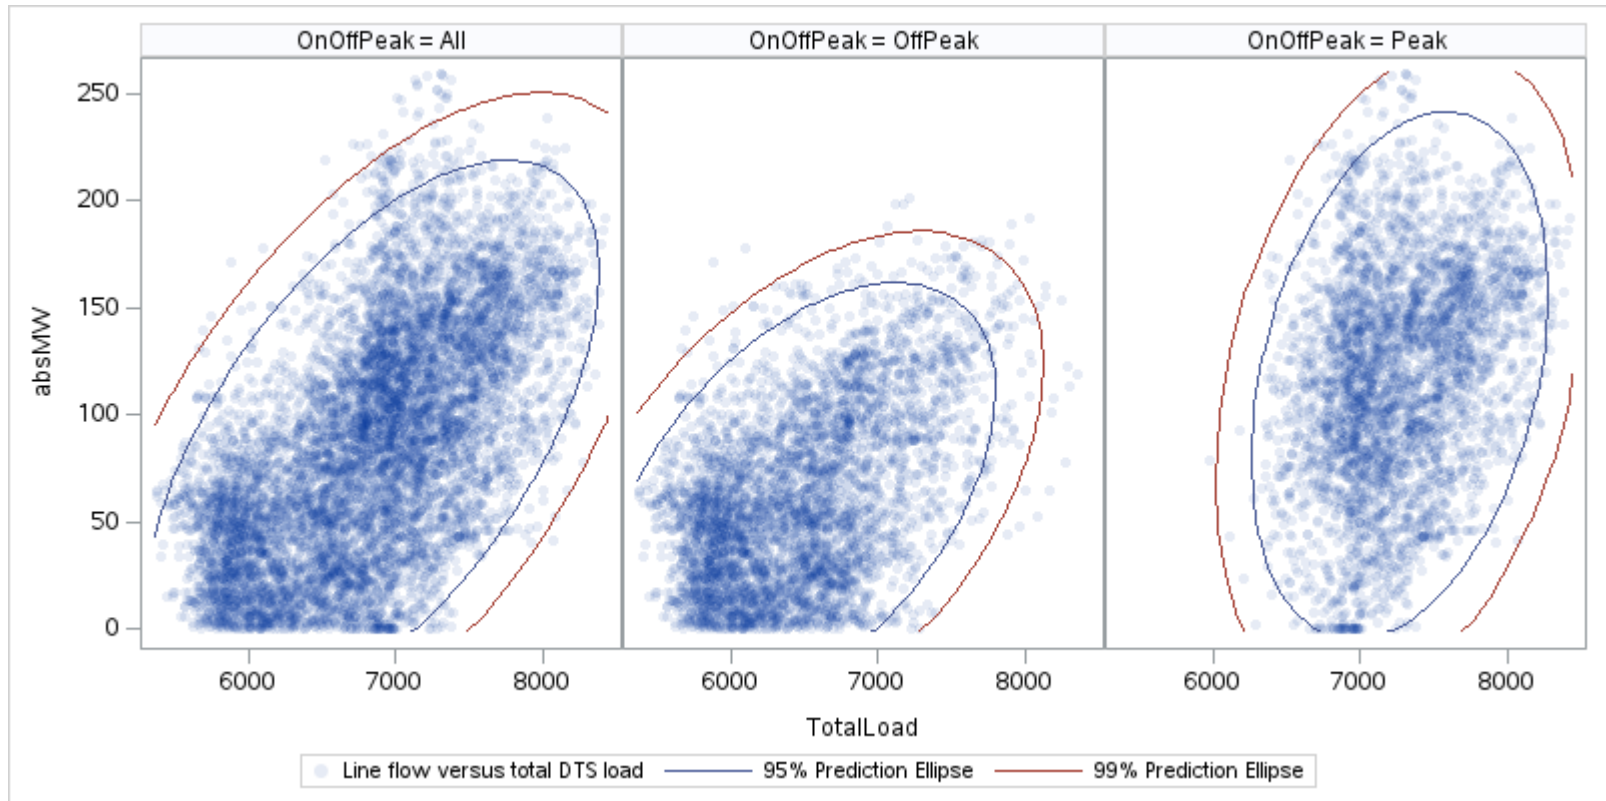 OnOffPeak = All
OnOffPeak = OffPeak
OnOffPeak = Peak
absMW
250
200
150
100
50
0
6000 7000 8000
6000 7000 8000
6000 7000 8000
TotalLoad
Line flow versus total DTS load
95% Prediction Ellipse
99% Prediction Ellipse